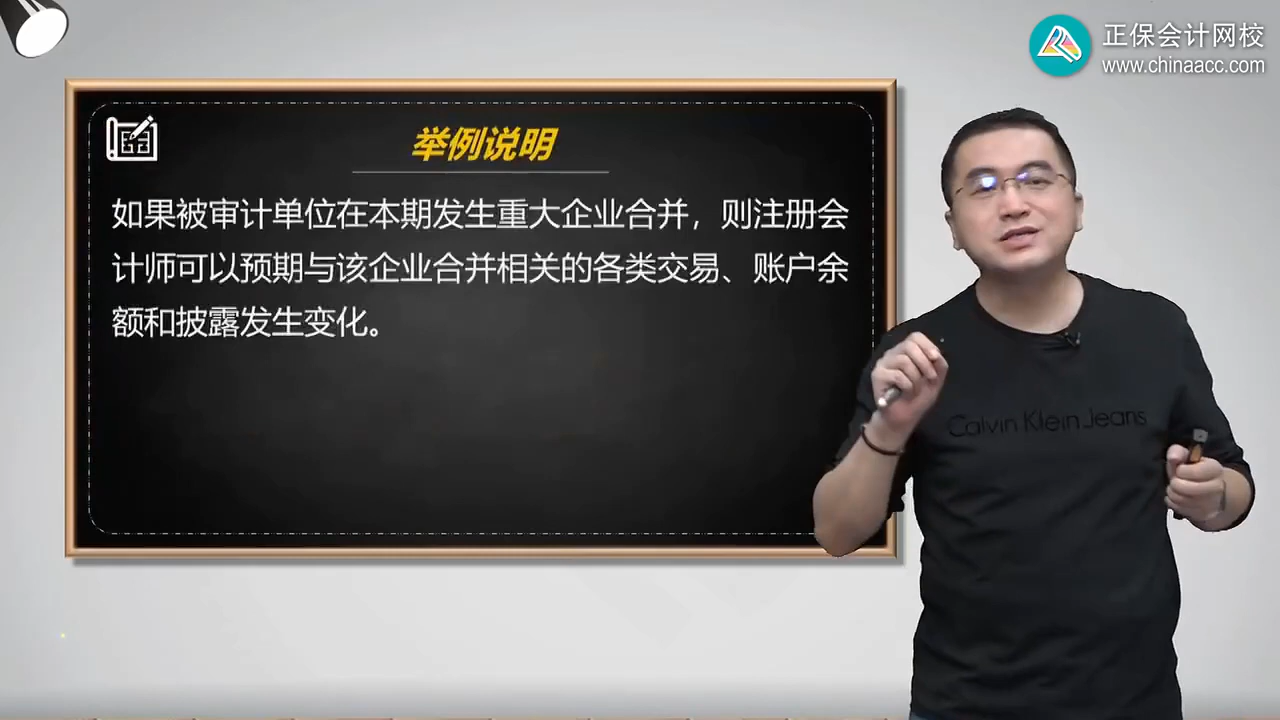 正保会计网校
www.chinaacc.com
举例说明
如果被审计单位在本期发生重大企业合并，则注册会
计师可以预期与该企业合并相关的各类交易、账户余
额和披露发生变化。
Calvin Klein Jeans